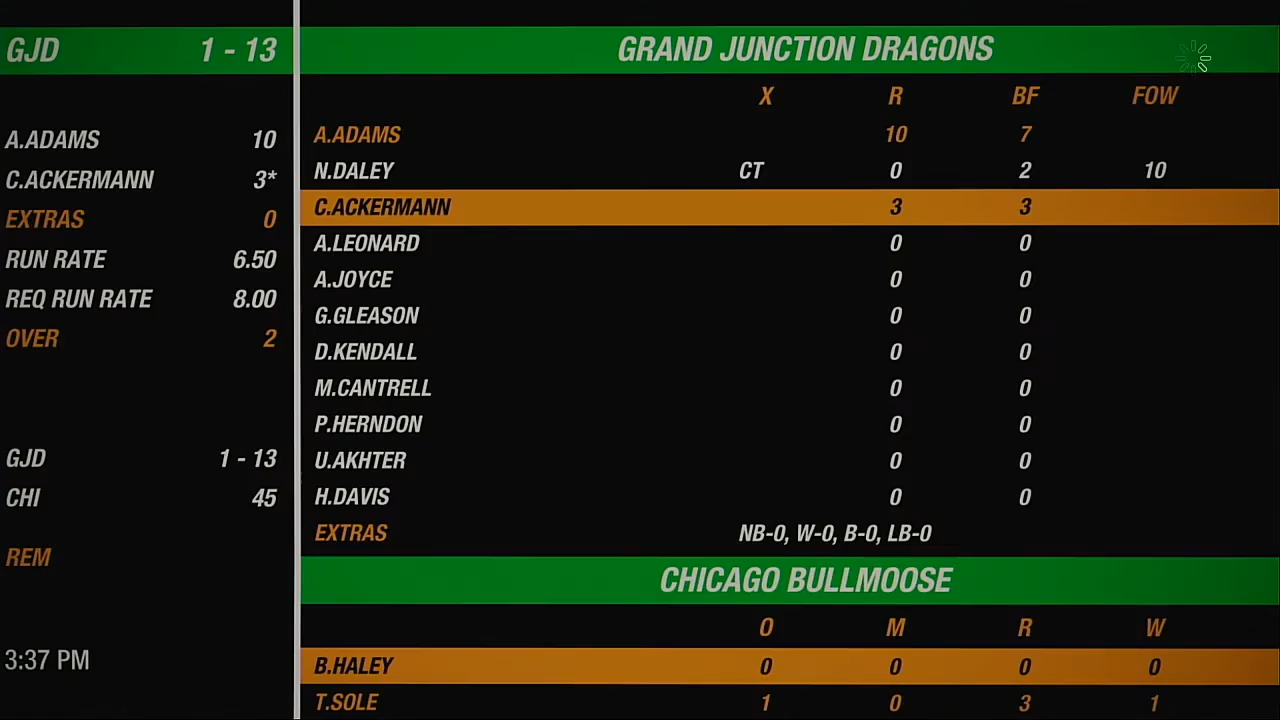 GJD 1 - 13
A.ADAMS 10
C.ACKERMANN 3*
EXTRAS 0
RUN RATE 6.50
REQ RUN RATE 8.00
OVER 2
GJD 1 - 13
CHI 45
REM
3:37 PM
GRAND JUNCTION DRAGONS
X R BF FOW
A.ADAMS 10 7
N.DALEY CT 0 2 10
C.ACKERMANN 3 3
A.LEONARD 0 0
A.JOYCE 0 0
G.GLEASON 0 0
D.KENDALL 0 0
M.CANTRELL 0 0
P.HERNDON 0 0
U.AKHTER 0 0
H.DAVIS 0 0
EXTRAS NB-0, W-0, B-0, LB-0
CHICAGO BULLMOOSE
O M R W
B.HALEY 0 0 0 0
T.SOLE 1 0 3 1